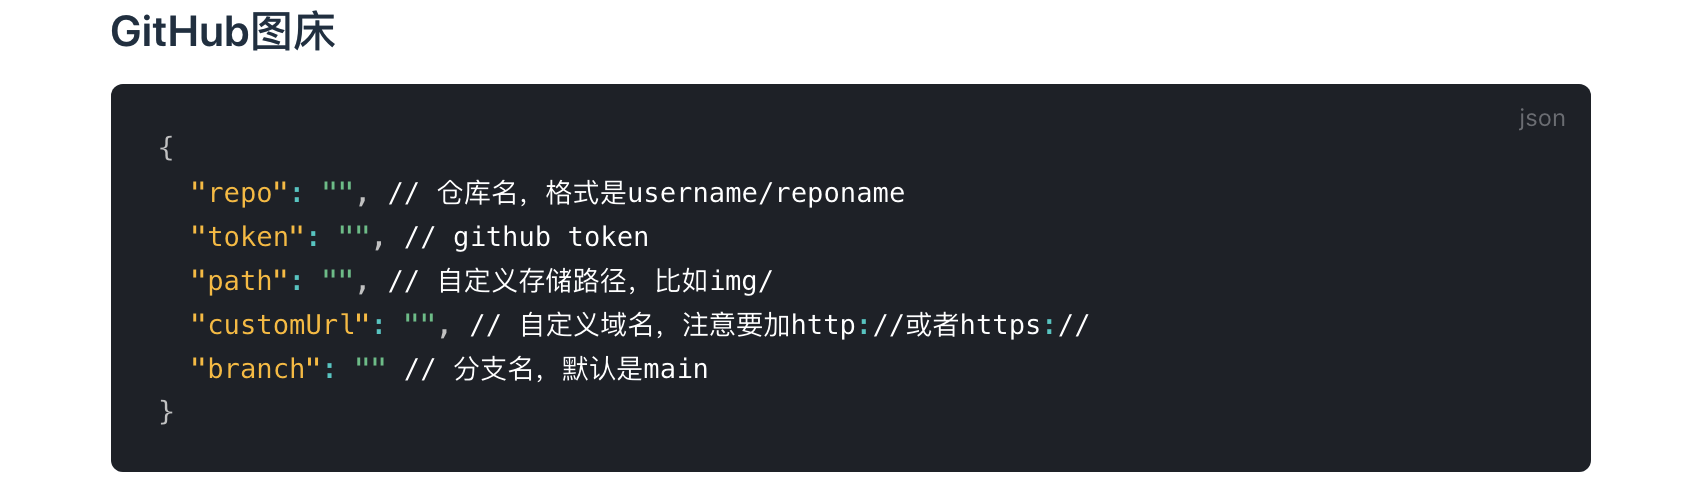 GitHub图床
json
{
  "repo": "", // 仓库名，格式是username/reponame
  "token": "", // github token
  "path": "", // 自定义存储路径，比如img/
  "customUrl": "", // 自定义域名，注意要加http://或者https://
  "branch": "" // 分支名，默认是main
}